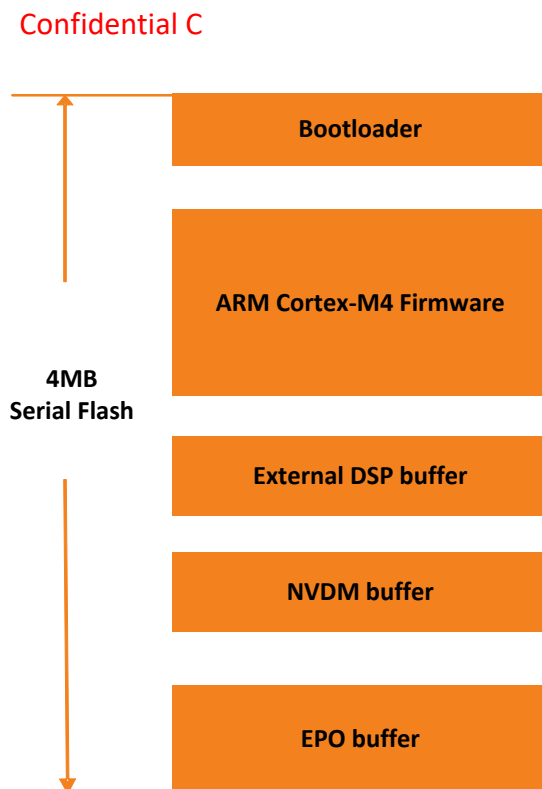 Confidential C
Bootloader
ARM Cortex-M4 Firmware
4MB
Serial Flash
External DSP buffer
NVDM buffer
EPO buffer